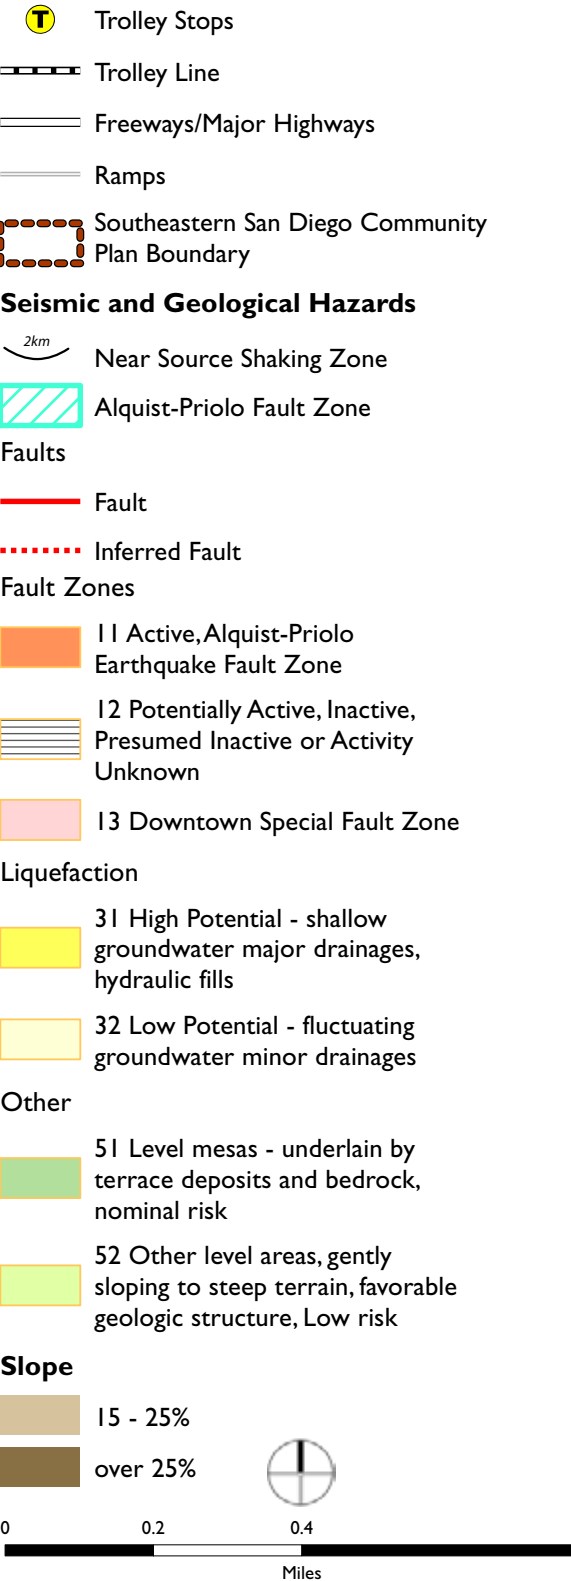 T Trolley Stops
Trolley Line
Freeways/Major Highways
Ramps
Southeastern San Diego Community
Plan Boundary
Seismic and Geological Hazards
2km
Near Source Shaking Zone
Alquist-Priolo Fault Zone
Faults
Fault
Inferred Fault
Fault Zones
11 Active, Alquist-Priolo
Earthquake Fault Zone
12 Potentially Active, Inactive,
Presumed Inactive or Activity
Unknown
13 Downtown Special Fault Zone
Liquefaction
31 High Potential - shallow
groundwater major drainages,
hydraulic fills
32 Low Potential - fluctuating
groundwater minor drainages
Other
51 Level mesas - underlain by
terrace deposits and bedrock,
nominal risk
52 Other level areas, gently
sloping to steep terrain, favorable
geologic structure, Low risk
Slope
15 - 25%
over 25%
0 0.2 0.4
Miles